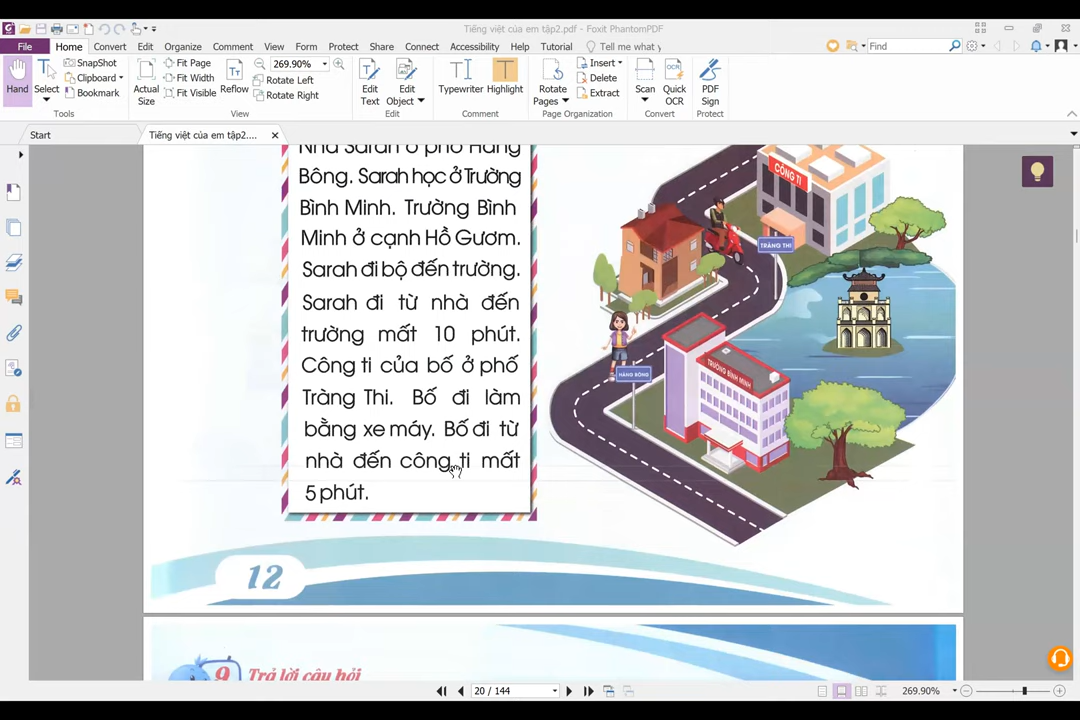 Tiếng việt của em tập2.pdf - Foxit PhantomPDF
File Home Convert Edit Organize Comment View Form Protect Share Connect Accessibility Help Tutorial Tell me what y Find
Hand
Select
SnapShot
Clipboard
Bookmark
Actual Size
Fit Page
Fit Width
Fit Visible
Reflow
269.90%
Rotate Left
Rotate Right
Edit Text
Edit Object
Typewriter
Highlight
Rotate Pages
Insert
Delete
Extract
Scan
Quick OCR
PDF Sign
Tools View Edit Comment Page Organization Convert Protect
Start Tiếng việt của em tập2....
Nhà Sarah ở phố Hàng
Bông. Sarah học ở Trường
Bình Minh. Trường Bình
Minh ở cạnh Hồ Gươm.
Sarah đi bộ đến trường.
Sarah đi từ nhà đến
trường mất 10 phút.
Công ti của bố ở phố
Tràng Thi. Bố đi làm
bằng xe máy. Bố đi từ
nhà đến công ti mất
5 phút.
CÔNG TI
TRÀNG THI
HÀNG BÔNG
TRƯỜNG BÌNH MINH
12
9 Trả lời câu hỏi
20 / 144
269.90%